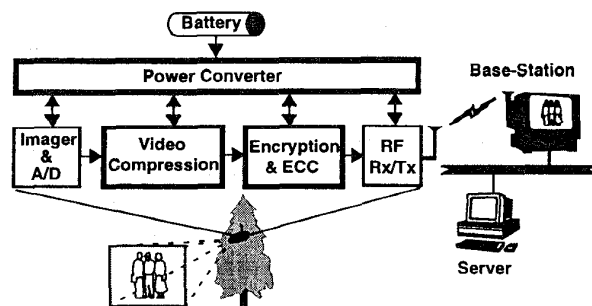 Battery
Power Converter
Base-Station
Imager
&
A/D
Video
Compression
Encryption
& ECC
RF
Rx/Tx
Server